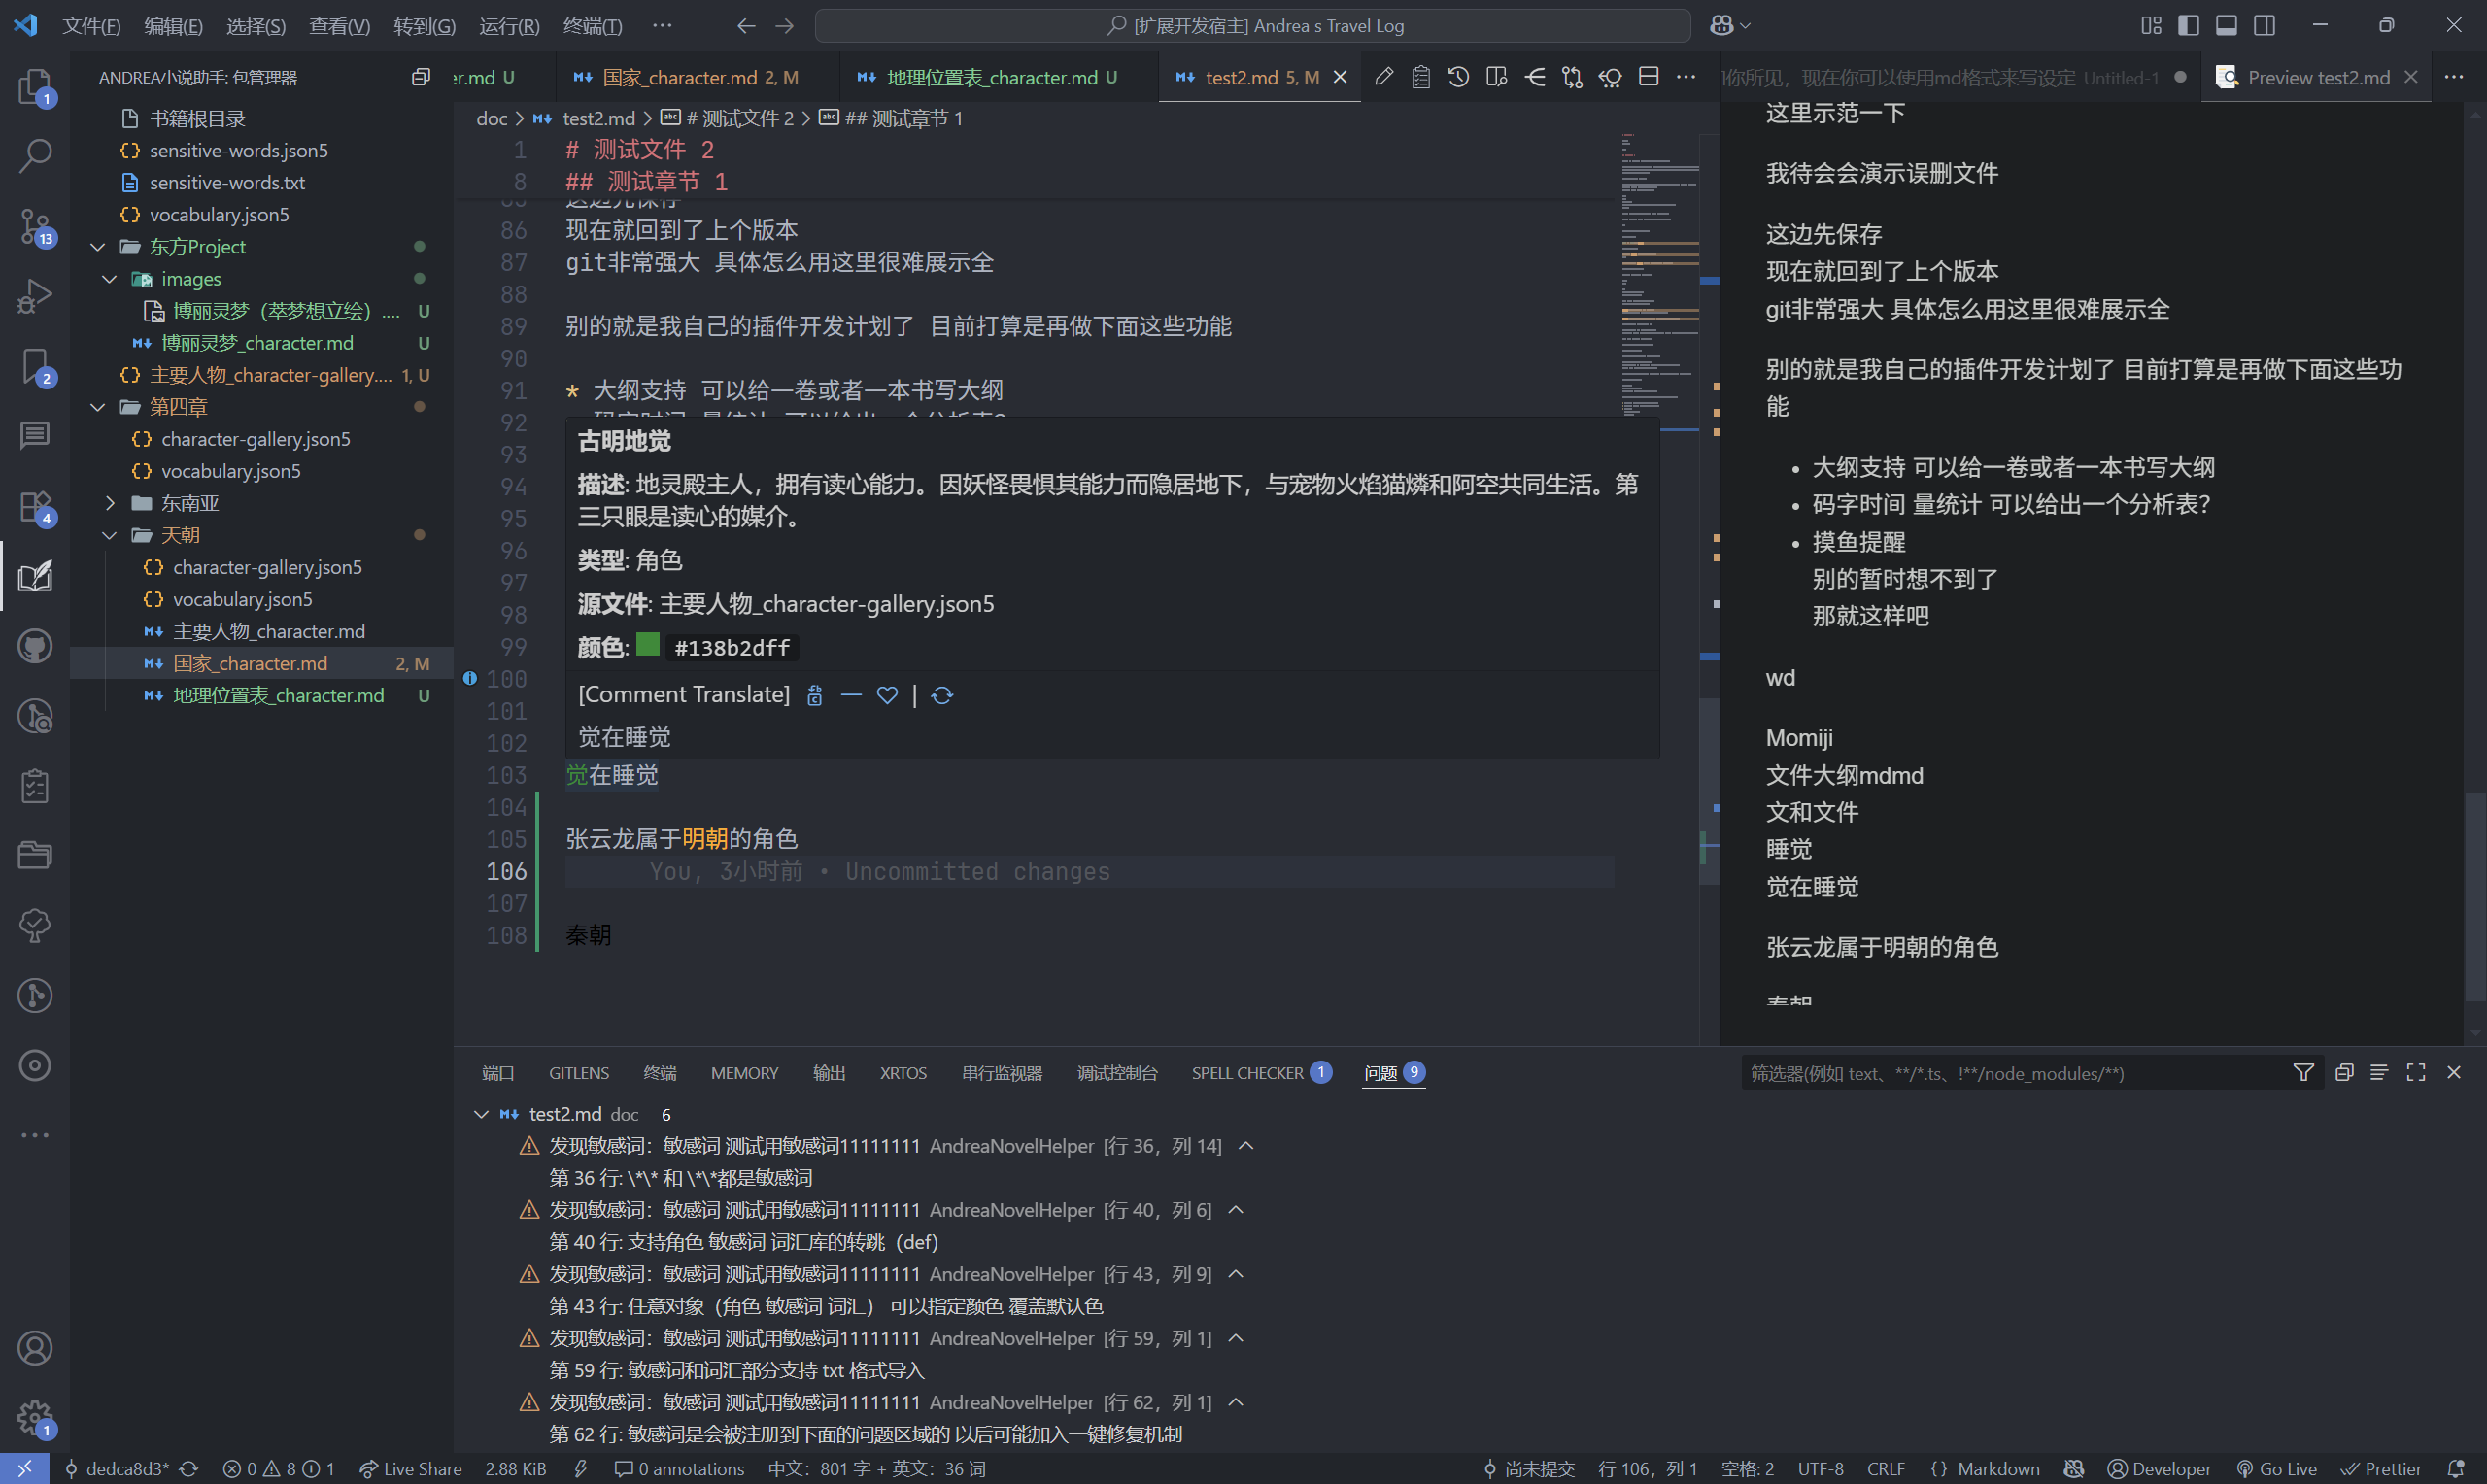 文件(F) 编辑(E) 选择(S) 查看(V) 转到(G) 运行(R) 终端(T) ··· [扩展开发宿主] Andrea s Travel Log
ANDREA/小说助手: 包管理器
书籍根目录
sensitive-words.json5
sensitive-words.txt
vocabulary.json5
东方Project
images
博丽灵梦（萃梦想立绘）.... U
博丽灵梦_character.md U
主要人物_character-gallery.... 1, U
第四章
character-gallery.json5
vocabulary.json5
东南亚
天朝
character-gallery.json5
vocabulary.json5
主要人物_character.md
国家_character.md 2, M
地理位置表_character.md U
1
13
2
4
1
er.md U 国家_character.md 2, M 地理位置表_character.md U test2.md 5, M
doc > test2.md > # 测试文件 2 > ## 测试章节 1
1 # 测试文件 2
8 ## 测试章节 1
这边先保存
86 现在就回到了上个版本
87 git非常强大 具体怎么用这里很难展示全
88
89 别的就是我自己的插件开发计划了 目前打算是再做下面这些功能
90
91 * 大纲支持 可以给一卷或者一本书写大纲
92
93
94
95
96
97
98
99
100
101
102
古明地觉
描述: 地灵殿主人，拥有读心能力。因妖怪畏惧其能力而隐居地下，与宠物火焰猫燐和阿空共同生活。第
三只眼是读心的媒介。
类型: 角色
源文件: 主要人物_character-gallery.json5
颜色: #138b2dff
[Comment Translate] |
觉在睡觉
103 觉在睡觉
104
105 张云龙属于明朝的角色
106 You, 3小时前 • Uncommitted changes
107
108 秦朝
你所见，现在你可以使用md格式来写设定 Untitled-1 Preview test2.md
这里示范一下
我待会会演示误删文件
这边先保存
现在就回到了上个版本
git非常强大 具体怎么用这里很难展示全
别的就是我自己的插件开发计划了 目前打算是再做下面这些功
能
• 大纲支持 可以给一卷或者一本书写大纲
• 码字时间 量统计 可以给出一个分析表？
• 摸鱼提醒
别的暂时想不到了
那就这样吧
wd
Momiji
文件大纲mdmd
文和文件
睡觉
觉在睡觉
张云龙属于明朝的角色
秦朝
端口 GITLENS 终端 MEMORY 输出 XRTOS 串行监视器 调试控制台 SPELL CHECKER 1 问题 9 筛选器(例如 text、**/*.ts、!**/node_modules/**)
test2.md doc 6
发现敏感词：敏感词 测试用敏感词11111111 AndreaNovelHelper [行 36，列 14]
第 36 行: \*\* 和 \*\*都是敏感词
发现敏感词：敏感词 测试用敏感词11111111 AndreaNovelHelper [行 40，列 6]
第 40 行: 支持角色 敏感词 词汇库的转跳（def）
发现敏感词：敏感词 测试用敏感词11111111 AndreaNovelHelper [行 43，列 9]
第 43 行: 任意对象（角色 敏感词 词汇） 可以指定颜色 覆盖默认色
发现敏感词：敏感词 测试用敏感词11111111 AndreaNovelHelper [行 59，列 1]
第 59 行: 敏感词和词汇部分支持 txt 格式导入
发现敏感词：敏感词 测试用敏感词11111111 AndreaNovelHelper [行 62，列 1]
第 62 行: 敏感词是会被注册到下面的问题区域的 以后可能加入一键修复机制
dedca8d3* 0 8 1 Live Share 2.88 KiB 0 annotations 中文：801 字 + 英文：36 词 尚未提交 行 106，列 1 空格: 2 UTF-8 CRLF {} Markdown Developer Go Live Prettier